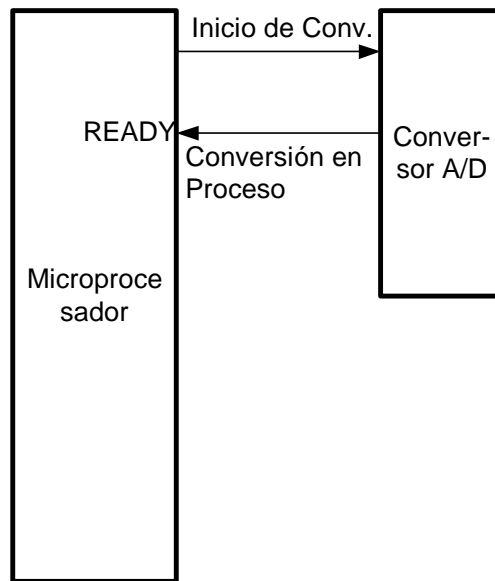 Inicio de Conv.
READY
Conversión en
Proceso
Conver-
sor A/D
Microproce
sador